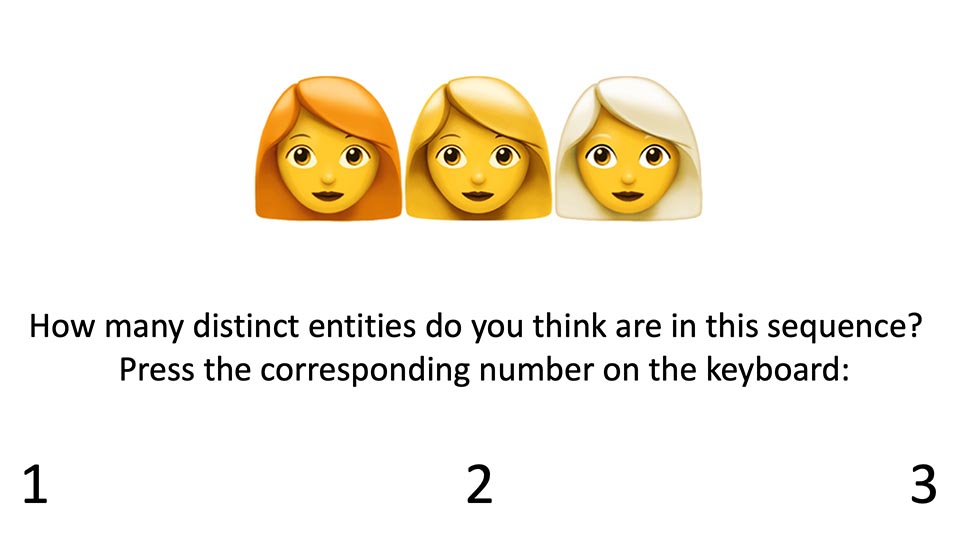 How many distinct entities do you think are in this sequence?
Press the corresponding number on the keyboard:
1 2 3